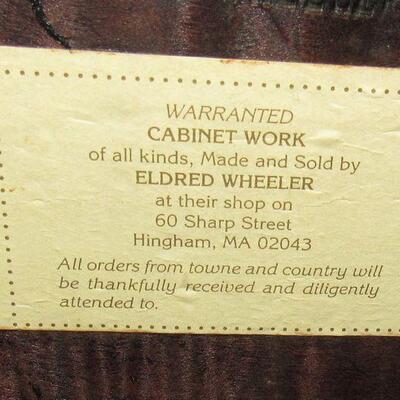 WARRANTED
CABINET WORK
of all kinds, Made and Sold by
ELDRED WHEELER
at their shop on
60 Sharp Street
Hingham, MA 02043
All orders from towne and country will
be thankfully received and diligently
attended to.